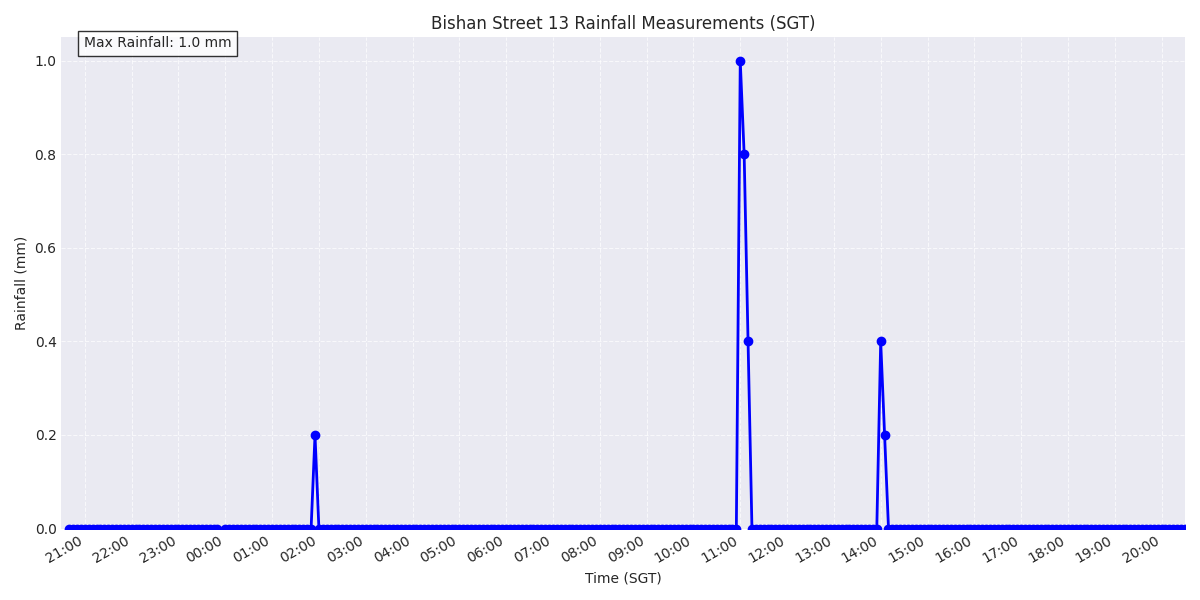 Bishan Street 13 Rainfall Measurements (SGT)
Max Rainfall: 1.0 mm
1.0
0.8
0.6
0.4
0.2
0.0
Rainfall (mm)
21:00 22:00 23:00 00:00 01:00 02:00 03:00 04:00 05:00 06:00 07:00 08:00 09:00 10:00 11:00 12:00 13:00 14:00 15:00 16:00 17:00 18:00 19:00 20:00
Time (SGT)